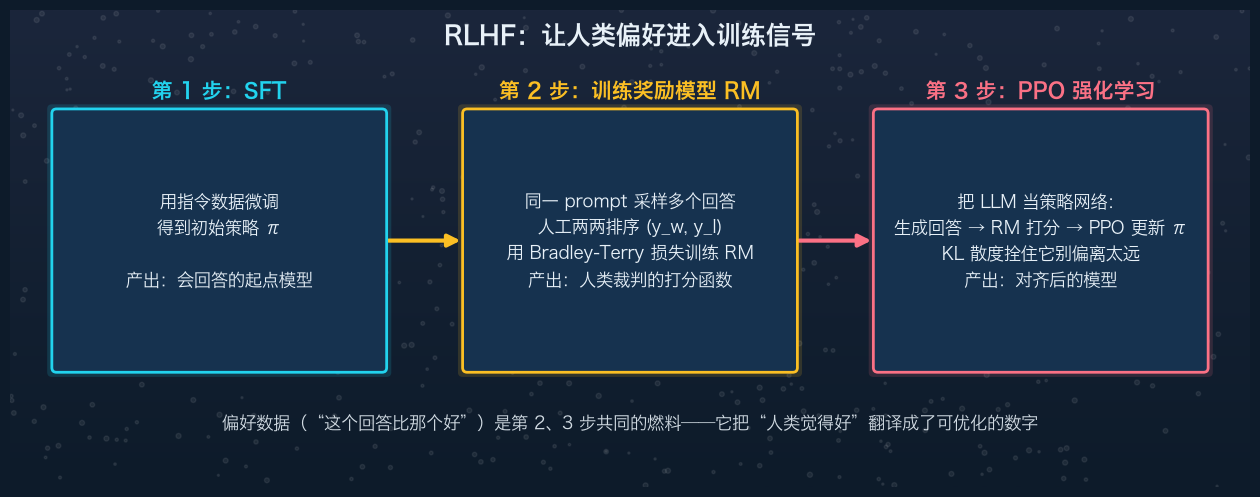 RLHF：让人类偏好进入训练信号
第 1 步：SFT
用指令数据微调
得到初始策略 π
产出：会回答的起点模型
第 2 步：训练奖励模型 RM
同一 prompt 采样多个回答
人工两两排序 (y_w, y_l)
用 Bradley-Terry 损失训练 RM
产出：人类裁判的打分函数
第 3 步：PPO 强化学习
把 LLM 当策略网络：
生成回答 → RM 打分 → PPO 更新 π
KL 散度拴住它别偏离太远
产出：对齐后的模型
偏好数据（“这个回答比那个好”）是第 2、3 步共同的燃料——它把“人类觉得好”翻译成了可优化的数字